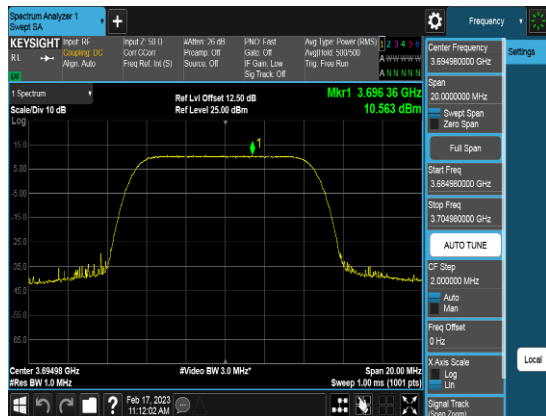 Spectrum Analyzer 1
Swept SA
Frequency
KEYSIGHT
Input: RF
Coupling: DC
Align: Auto
Input Z: 50 Ω
Corr CCorr
Freq Ref: Int (S)
#Atten: 26 dB
Preamp: Off
Source: Off
PNO: Fast
Gate: Off
IF Gain: Low
Sig Track: Off
Avg Type: Power (RMS)
Avg|Hold: 500/500
Trig: Free Run
1 2 3 4 5 6
A W W W W W
A N N N N N
R L
LV
1 Spectrum
Scale/Div 10 dB
Log
Ref Lvl Offset 12.50 dB
Ref Level 25.00 dBm
Mkr1 3.696 36 GHz
10.563 dBm
1
15.0
5.00
-5.00
-15.0
-25.0
-35.0
-45.0
-55.0
-65.0
Center 3.69498 GHz
#Res BW 1.0 MHz
#Video BW 3.0 MHz*
Span 20.00 MHz
Sweep 1.00 ms (1001 pts)
?
Feb 17, 2023
11:12:02 AM
Center Frequency
3.694980000 GHz
Span
20.0000000 MHz
Swept Span
Zero Span
Full Span
Start Freq
3.684980000 GHz
Stop Freq
3.704980000 GHz
AUTO TUNE
CF Step
2.000000 MHz
Auto
Man
Freq Offset
0 Hz
X Axis Scale
Log
Lin
Signal Track
(Span Zoom)
Settings
Local